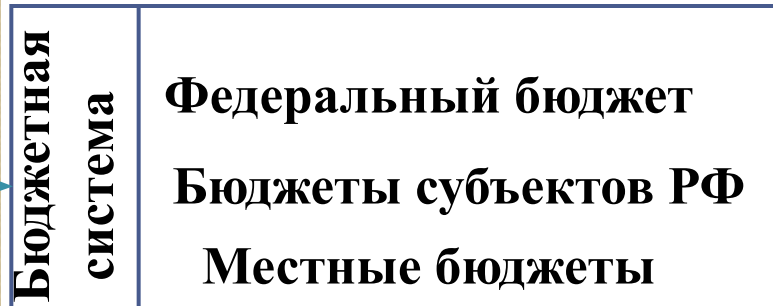 Бюджетная
система
Федеральный бюджет
Бюджеты субъектов РФ
Местные бюджеты